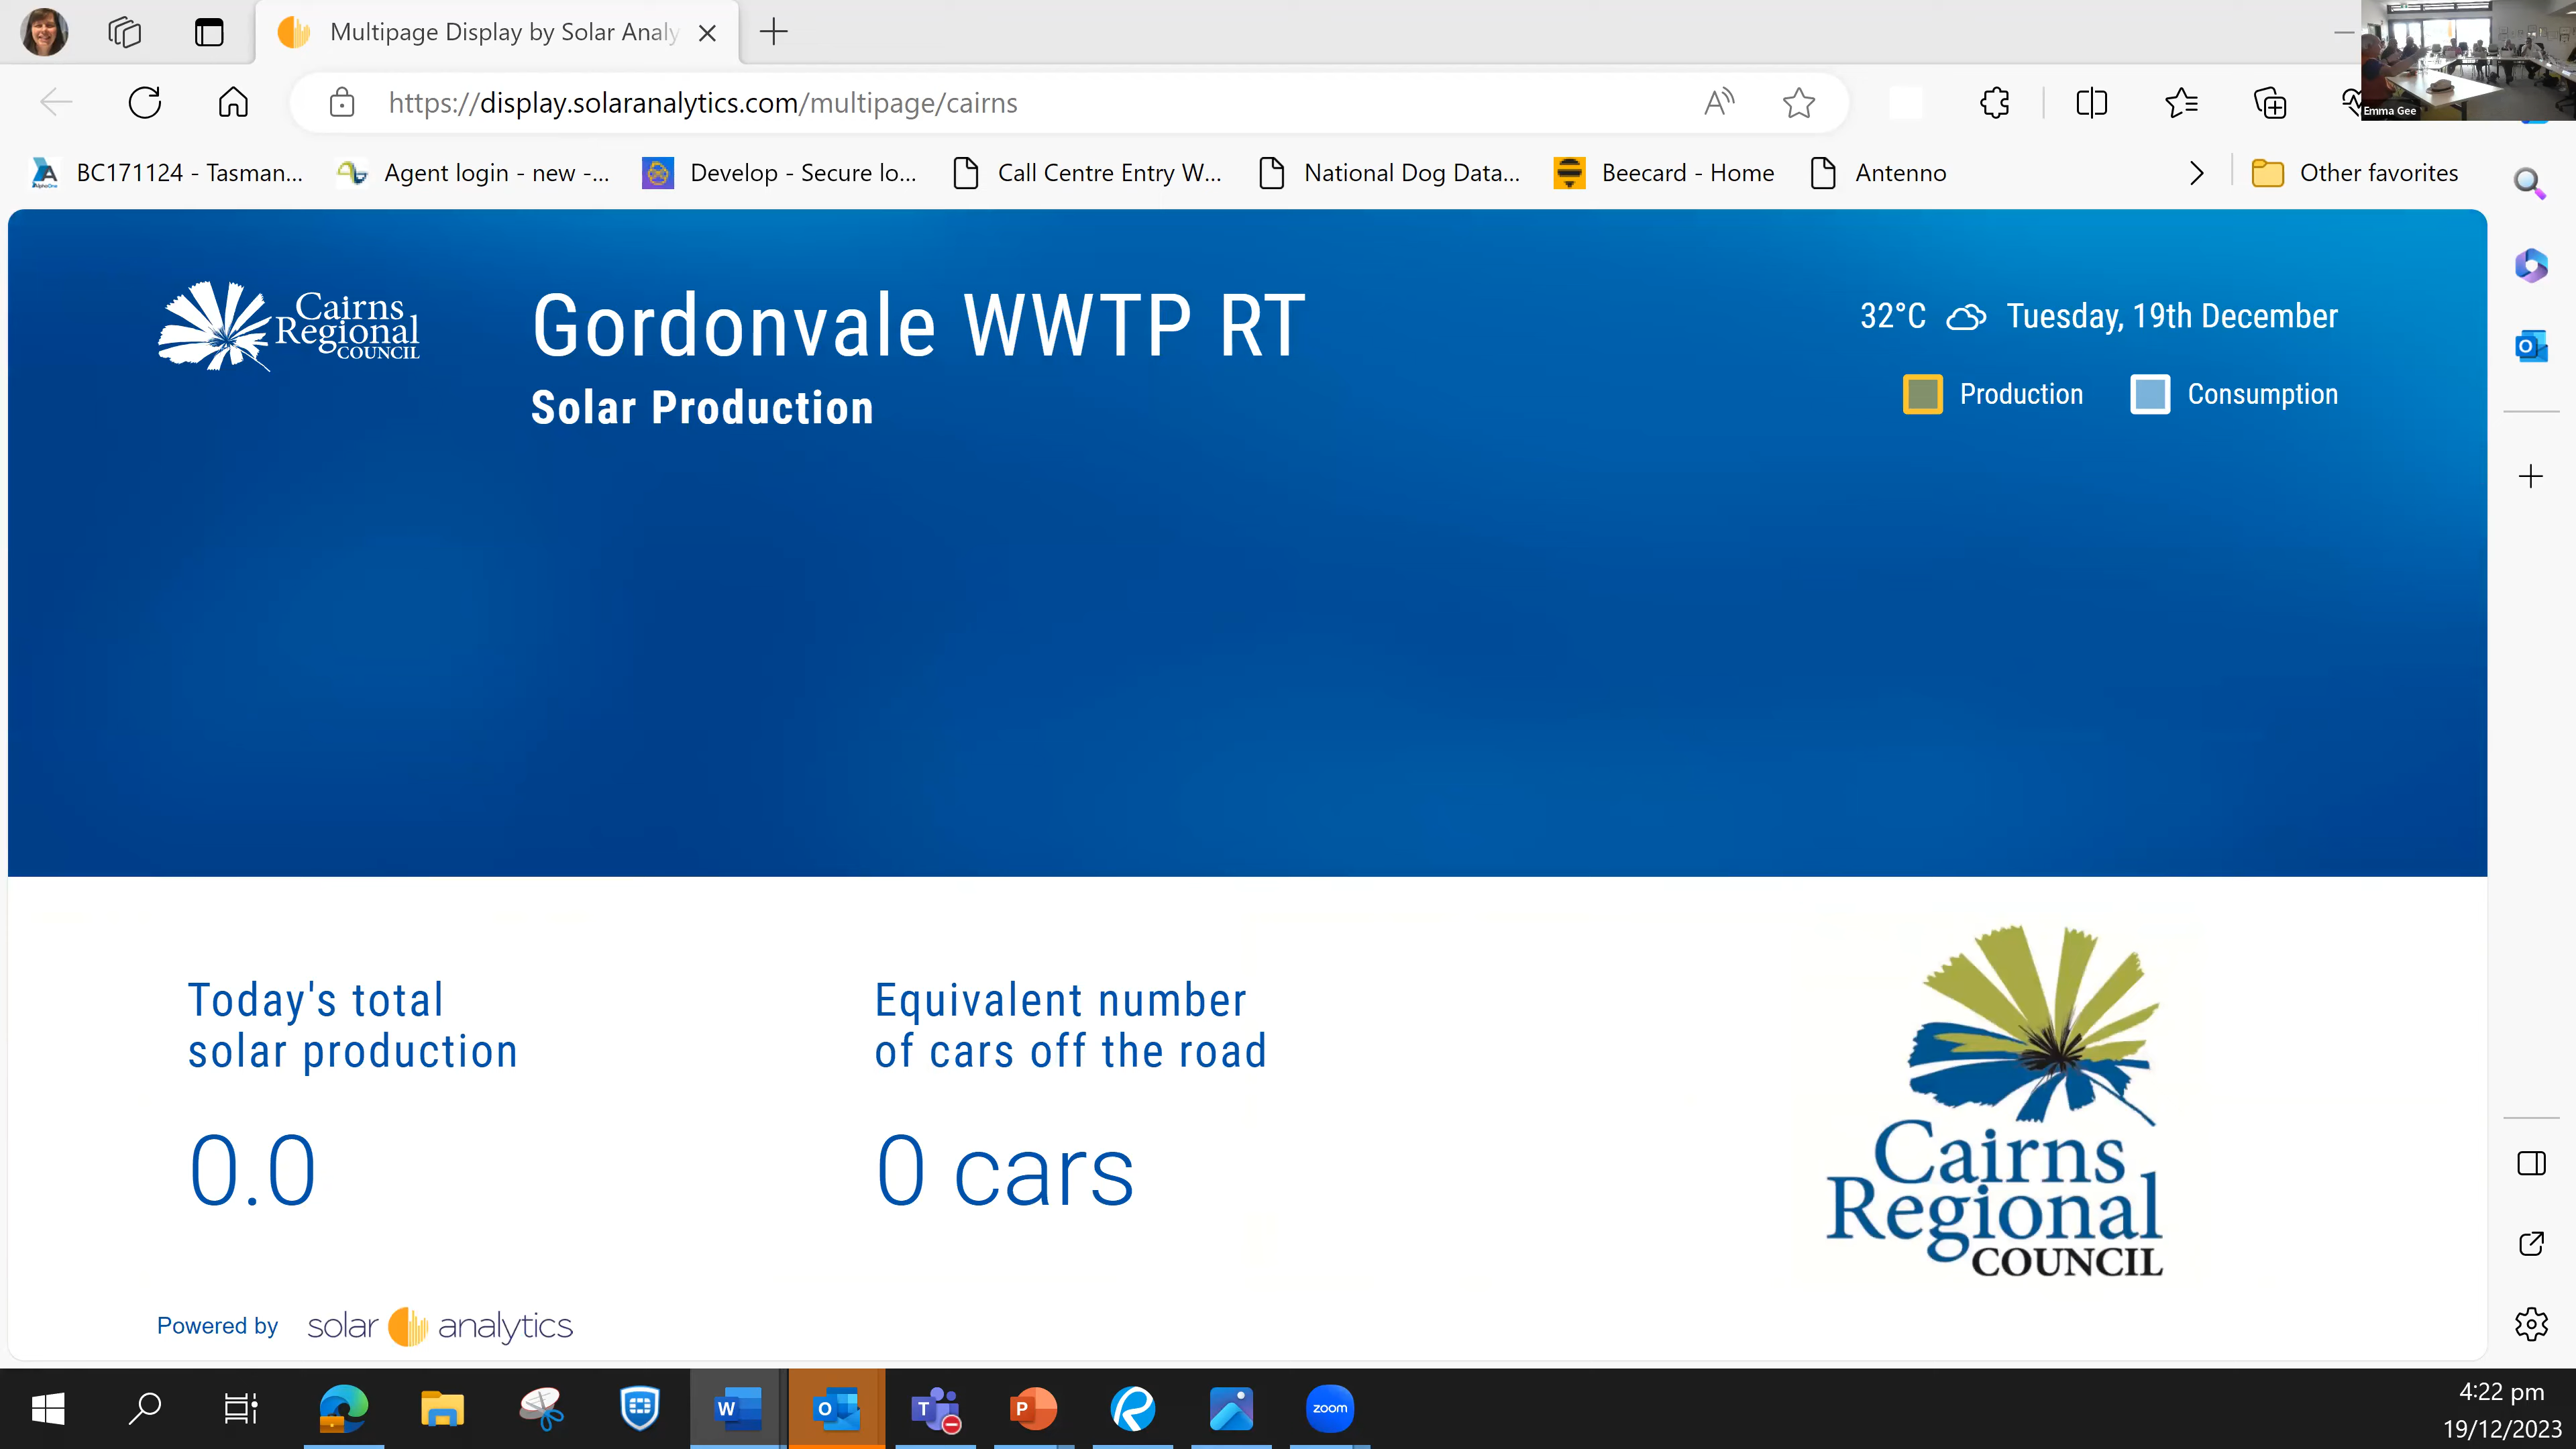 Multipage Display by Solar Analy
Emma Gee
https://display.solaranalytics.com/multipage/cairns
BC171124 - Tasman...
Agent login - new -...
Develop - Secure lo...
Call Centre Entry W...
National Dog Data...
Beecard - Home
Antenno
Other favorites
Cairns
Regional
COUNCIL
Gordonvale WWTP RT
Solar Production
32°C
Tuesday, 19th December
Production
Consumption
Today's total
solar production
0.0
Equivalent number
of cars off the road
0 cars
Cairns
Regional
COUNCIL
Powered by
solar analytics
zoom
4:22 pm
19/12/2023